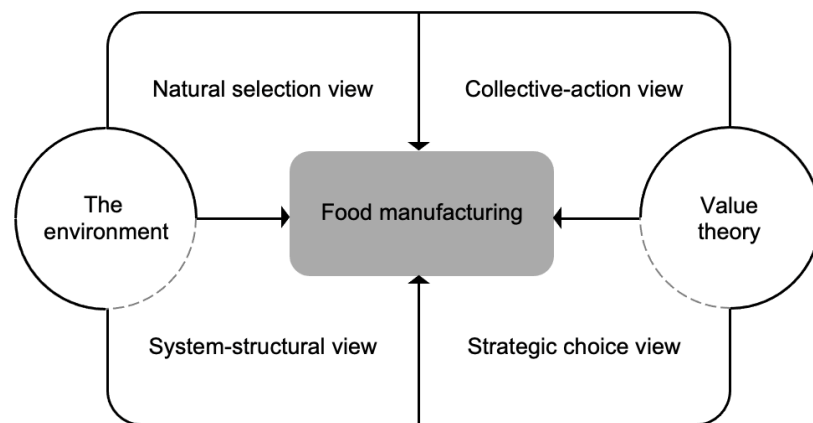 Natural selection view
Collective-action view
The
environment
Food manufacturing
Value
theory
System-structural view
Strategic choice view